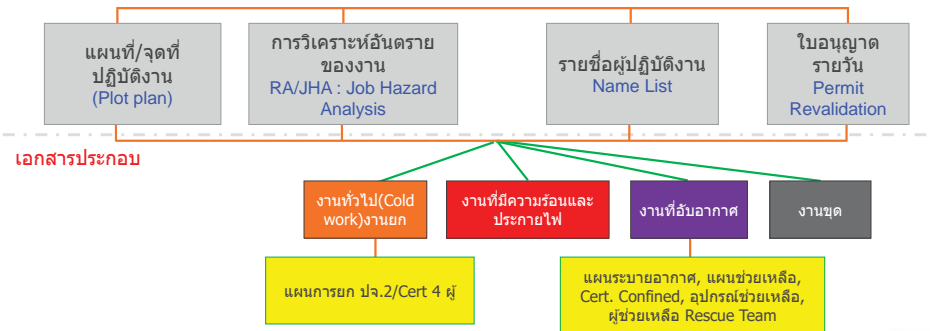 แผนที่/จุดที่
ปฏิบัติงาน
(Plot plan)
การวิเคราะห์อันตราย
ของงาน
RA/JHA : Job Hazard
Analysis
รายชื่อผู้ปฏิบัติงาน
Name List
ใบอนุญาต
รายวัน
Permit
Revalidation
เอกสารประกอบ
งานทั่วไป(Cold
work)งานยก
งานที่มีความร้อนและ
ประกายไฟ
งานที่อับอากาศ
งานขุด
แผนการยก ปจ.2/Cert 4 ผู้
แผนระบายอากาศ, แผนช่วยเหลือ,
Cert. Confined, อุปกรณ์ช่วยเหลือ,
ผู้ช่วยเหลือ Rescue Team